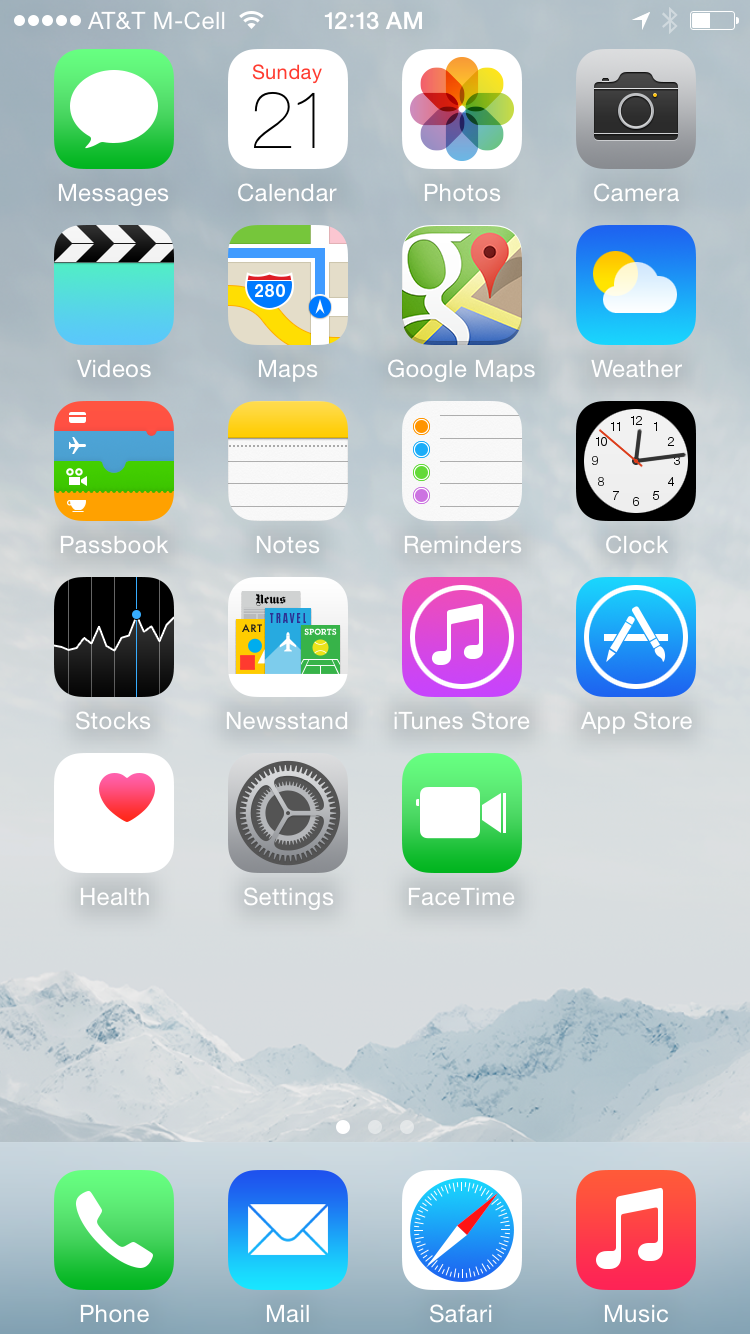 AT&T M-Cell 12:13 AM
Sunday
21
Messages Calendar Photos Camera
280
g
Videos Maps Google Maps Weather
12
11 1
10 2
9 3
8 4
7 5
6
Passbook Notes Reminders Clock
News
TRAVEL
ART
SPORTS
Stocks Newsstand iTunes Store App Store
Health Settings FaceTime
Phone Mail Safari Music